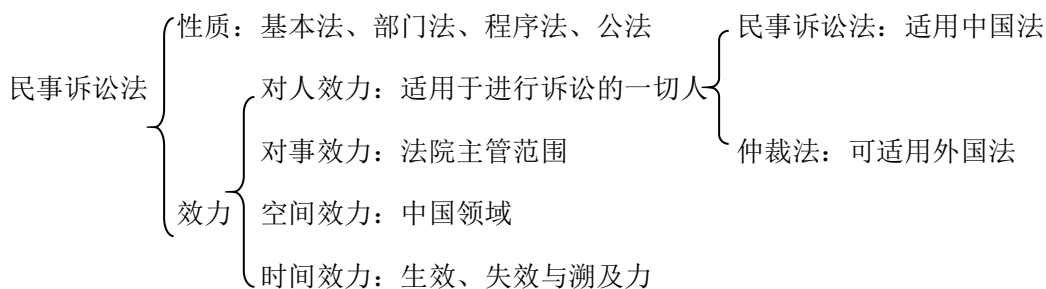 性质：基本法、部门法、程序法、公法
民事诉讼法：适用中国法
民事诉讼法
对人效力：适用于进行诉讼的一切人
对事效力：法院主管范围
仲裁法：可适用外国法
效力
空间效力：中国领域
时间效力：生效、失效与溯及力